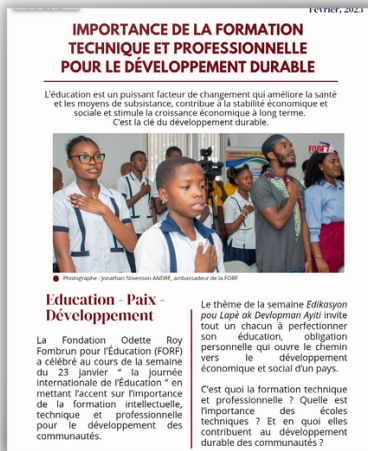 Février, 2023
IMPORTANCE DE LA FORMATION
TECHNIQUE ET PROFESSIONNELLE
POUR LE DÉVELOPPEMENT DURABLE
L'éducation est un puissant facteur de changement qui améliore la santé
et les moyens de subsistance, contribue à la stabilité économique et
sociale et stimule la croissance économique à long terme.
C'est la clé du développement durable.
FORF
Photographe : Jonathan Stivenson ANDRE, ambassadeur de la FORF
Education - Paix -
Développement
La Fondation Odette Roy
Fombrun pour l'Éducation (FORF)
a célébré au cours de la semaine
du 23 janvier " la journée
internationale de l'Éducation " en
mettant l'accent sur l'importance
de la formation intellectuelle,
technique et professionnelle
pour le développement des
communautés.
Le thème de la semaine Edikasyon
pou Lapè ak Devlopman Ayiti invite
tout un chacun à perfectionner
son éducation, obligation
personnelle qui ouvre le chemin
vers le développement
économique et social d'un pays.
C'est quoi la formation technique
et professionnelle ? Quelle est
l'importance des écoles
techniques ? Et en quoi elles
contribuent au développement
durable des communautés ?